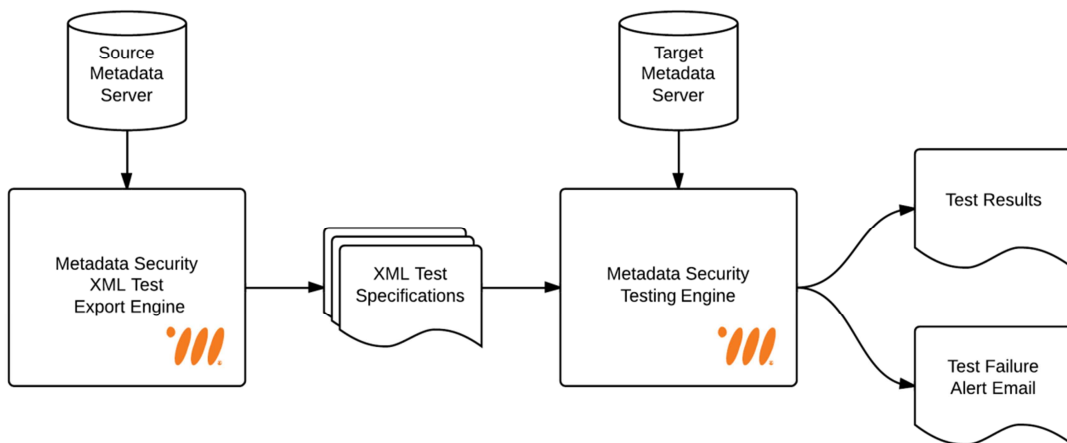 Source
Metadata
Server
Target
Metadata
Server
Metadata Security
XML Test
Export Engine
XML Test
Specifications
Metadata Security
Testing Engine
Test Results
Test Failure
Alert Email